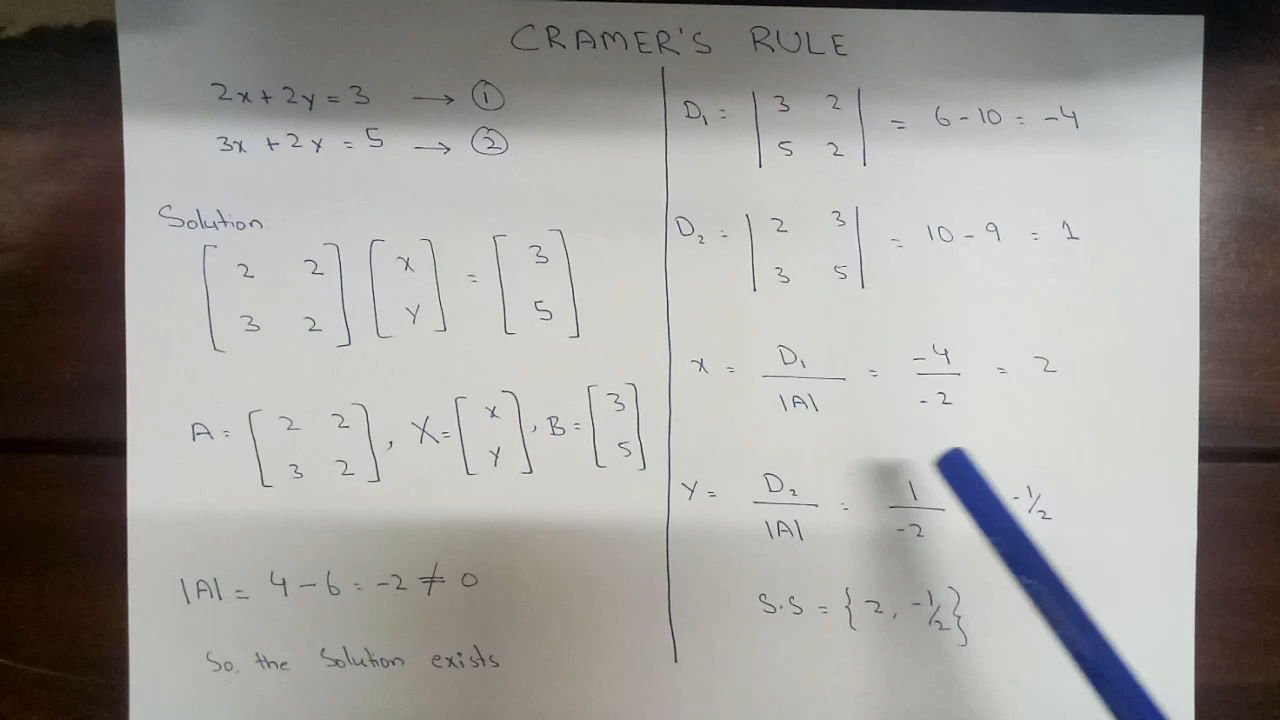 CRAMER'S RULE
2x+2y=3 → ①
3x+2y=5 → ②
Solution
[2 2] [x] = [3]
[3 2] [y] [5]
A= [2 2], X= [x], B= [3]
[3 2] [y] [5]
|A| = 4-6 = -2 ≠ 0
So, the Solution exists
D₁ = |3 2| = 6-10 = -4
|5 2|
D₂ = |2 3| = 10-9 = 1
|3 5|
x = D₁/|A| = -4/-2 = 2
y = D₂/|A| = 1/-2 -1/2
S.S = {2, -1/2}